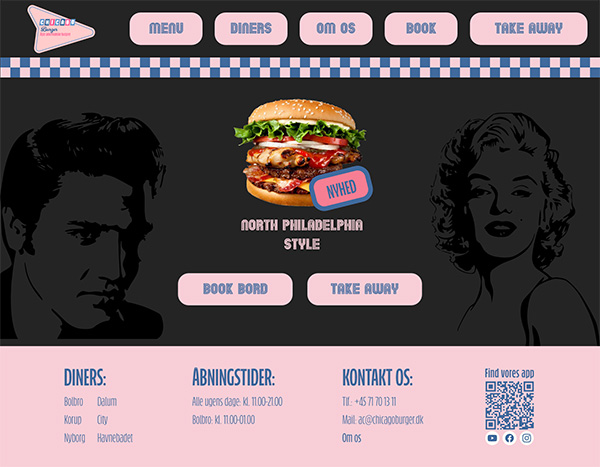 CHICAGO
Burger
MENU
DINERS
OM OS
BOOK
TAKE AWAY
NYHED
NORTH PHILADELPHIA
STYLE
BOOK BORD
TAKE AWAY
DINERS:
Bolbro Dalum
Korup City
Nyborg Havnebadet
ÅBNINGSTIDER:
Alle ugens dage: kl. 11.00-21.00
Bolbro: kl. 11.00-01.00
KONTAKT OS:
Tlf.: +45 71 70 13 11
Mail: ac@chicagoburger.dk
Om os
Find vores app